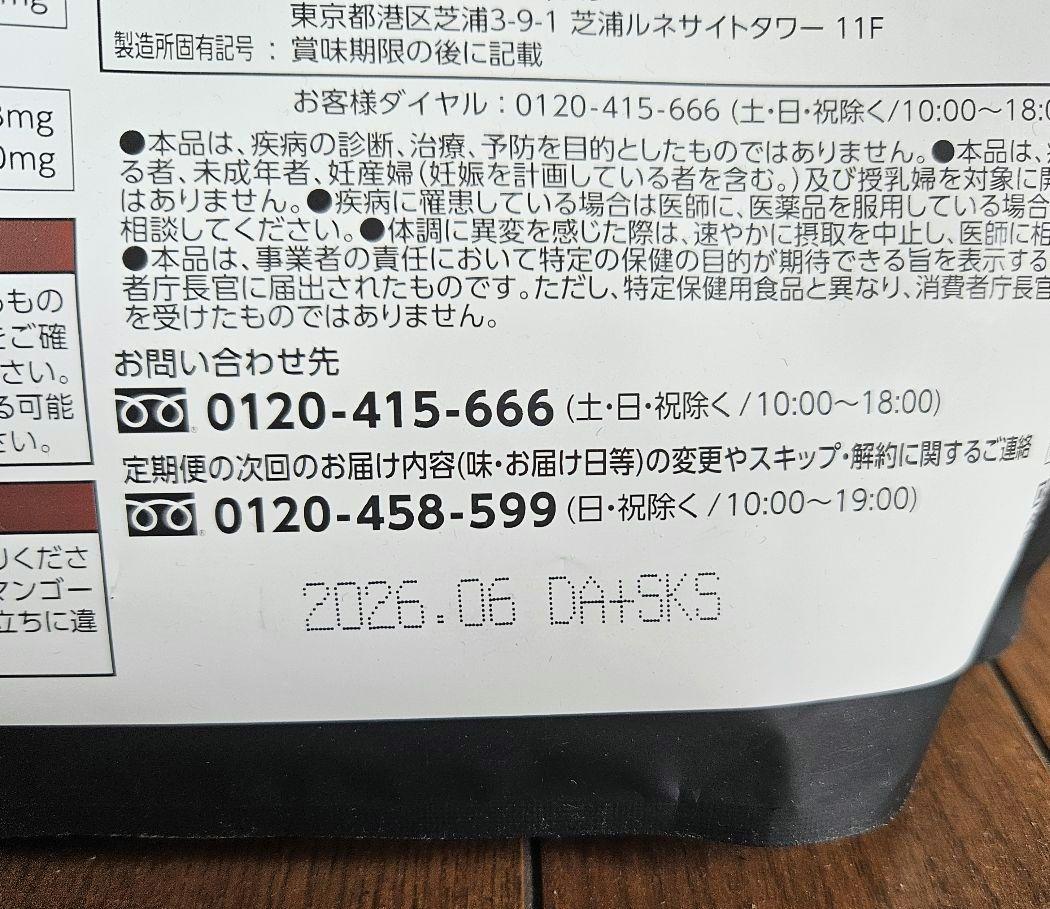 東京都港区芝浦3-9-1 芝浦ルネサイトタワー 11F
製造所固有記号 : 賞味期限の後に記載
お客様ダイヤル : 0120-415-666 (土・日・祝除く/10:00〜18:0
mg
0mg
●本品は、疾病の診断、治療、予防を目的としたものではありません。●本品は、
る者、未成年者、妊産婦(妊娠を計画している者を含む。)及び授乳婦を対象に開
はありません。●疾病に罹患している場合は医師に、医薬品を服用している場合
相談してください。●体調に異変を感じた際は、速やかに摂取を中止し、医師に相
●本品は、事業者の責任において特定の保健の目的が期待できる旨を表示する
者庁長官に届出されたものです。ただし、特定保健用食品と異なり、消費者庁長官
を受けたものではありません。
るもの
をご確
さい。
る可能
さい。
お問い合わせ先
0120-415-666 (土・日・祝除く/10:00〜18:00)
定期便の次回のお届け内容(味・お届け日等)の変更やスキップ・解約に関するご連絡
0120-458-599 (日・祝除く/10:00〜19:00)
りくださ
マンゴー
立ちに違
2026.06 DA+SKS